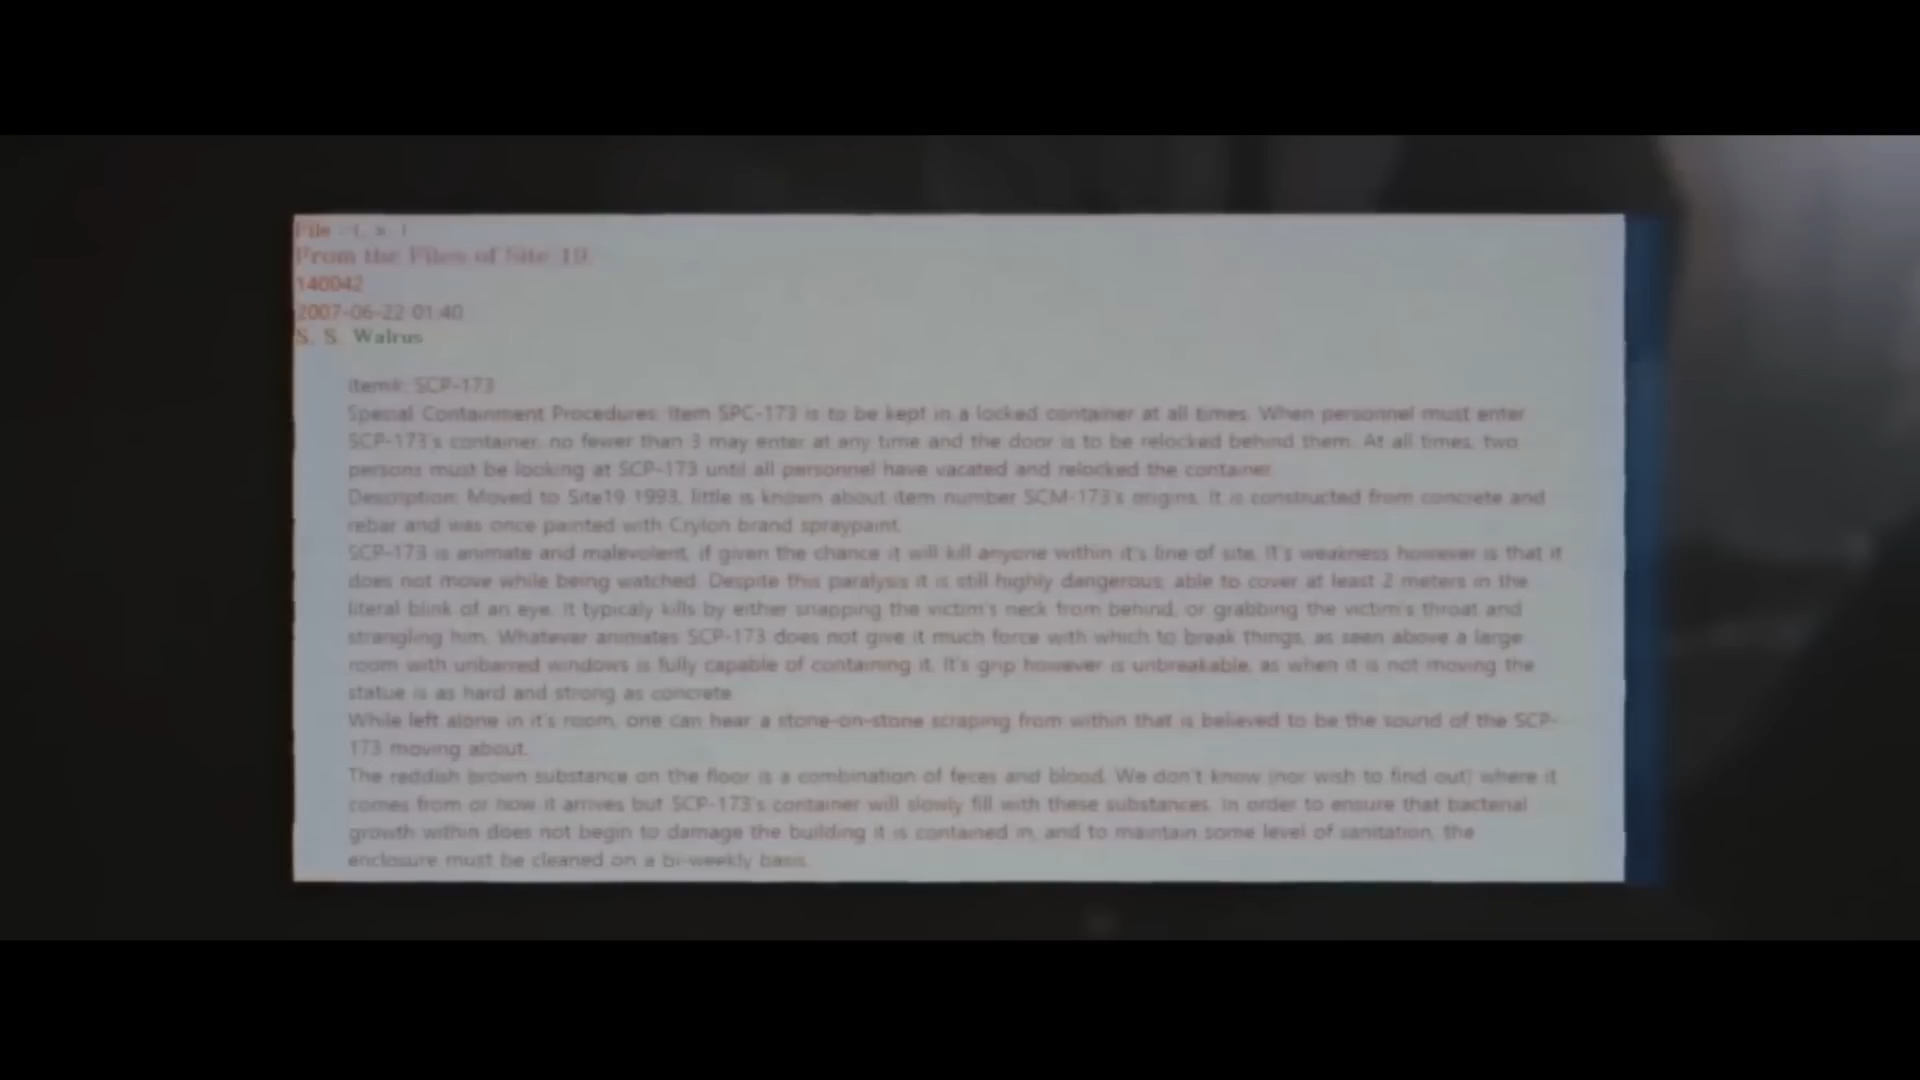 File
From the Files of Site 19.
140042
2007-06-22 01:40
S. S. Walrus
Item#: SCP-173
Special Containment Procedures: Item SPC-173 is to be kept in a locked container at all times. When personnel must enter
SCP-173's container, no fewer than 3 may enter at any time and the door is to be relocked behind them. At all times, two
persons must be looking at SCP-173 until all personnel have vacated and relocked the container.
Description: Moved to Site19 1993, little is known about item number SCM-173's origins. It is constructed from concrete and
rebar and was once painted with Crylon brand spraypaint.
SCP-173 is animate and malevolent, if given the chance it will kill anyone within it's line of site. It's weakness however is that it
does not move while being watched. Despite this paralysis it is still highly dangerous, able to cover at least 2 meters in the
literal blink of an eye. It typicaly kills by either snapping the victim's neck from behind, or grabbing the victim's throat and
strangling him. Whatever animates SCP-173 does not give it much force with which to break things, as seen above a large
room with unbarred windows is fully capable of containing it. It's grip however is unbreakable, as when it is not moving the
statue is as hard and strong as concrete.
While left alone in it's room, one can hear a stone-on-stone scraping from within that is believed to be the sound of the SCP-
173 moving about.
The reddish brown substance on the floor is a combination of feces and blood. We don't know (nor wish to find out) where it
comes from or how it arrives but SCP-173's container will slowly fill with these substances. In order to ensure that bacterial
growth within does not begin to damage the building it is contained in, and to maintain some level of sanitation, the
enclosure must be cleaned on a bi-weekly basis.